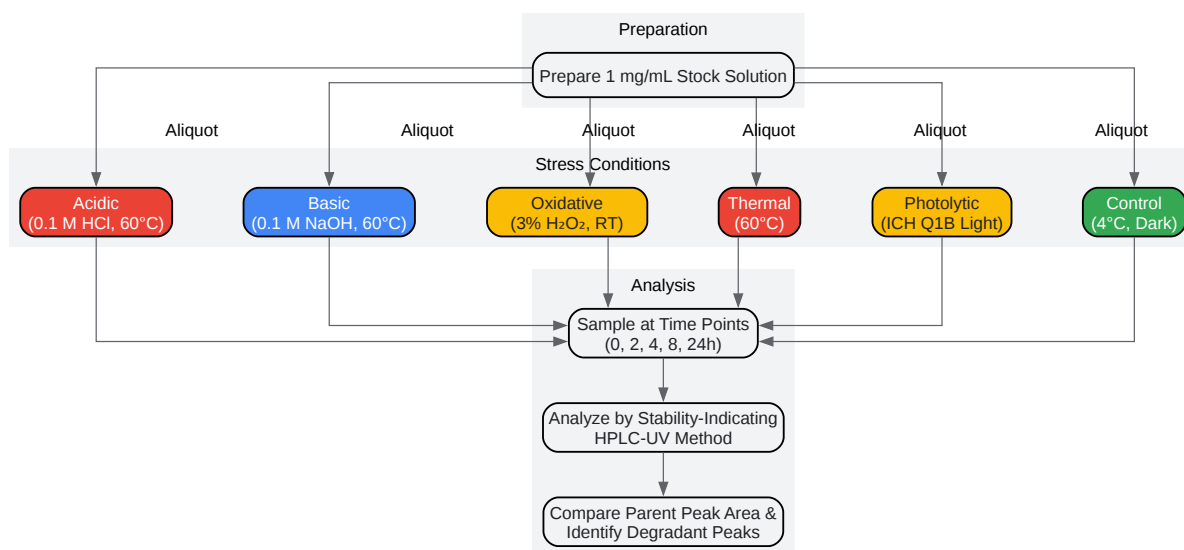 Preparation
Prepare 1 mg/mL Stock Solution
Aliquot
Aliquot
Aliquot
Aliquot
Aliquot
Aliquot
Stress Conditions
Acidic
(0.1 M HCl, 60°C)
Basic
(0.1 M NaOH, 60°C)
Oxidative
(3% H₂O₂, RT)
Thermal
(60°C)
Photolytic
(ICH Q1B Light)
Control
(4°C, Dark)
Analysis
Sample at Time Points
(0, 2, 4, 8, 24h)
Analyze by Stability-Indicating
HPLC-UV Method
Compare Parent Peak Area &
Identify Degradant Peaks